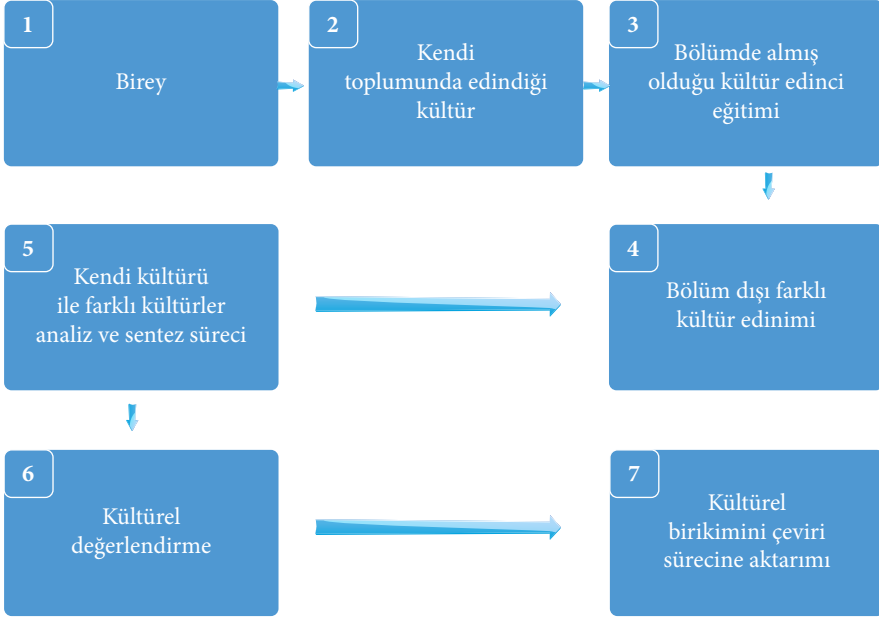 1
Birey
2
Kendi
toplumunda edindiği
kültür
3
Bölümde almış
olduğu kültür edinci
eğitimi
4
Bölüm dışı farklı
kültür edinimi
5
Kendi kültürü
ile farklı kültürler
analiz ve sentez süreci
6
Kültürel
değerlendirme
7
Kültürel
birikimini çeviri
sürecine aktarımı